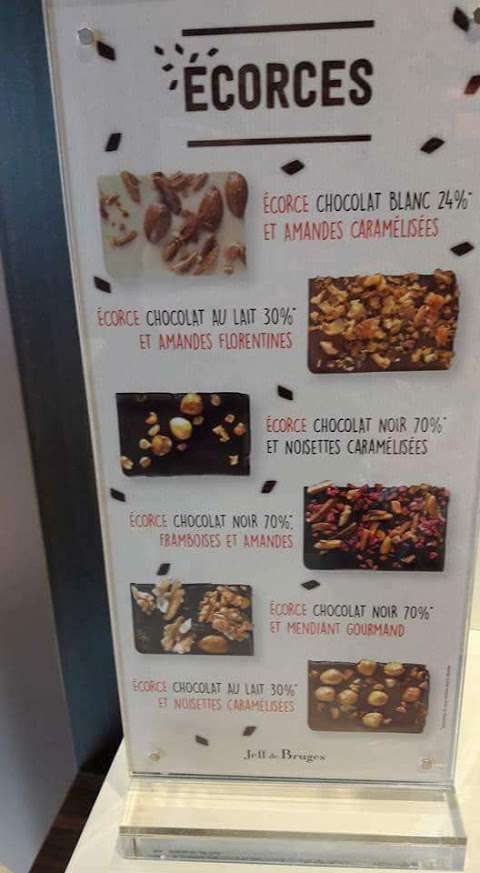 ÉCORCES
ÉCORCE CHOCOLAT BLANC 24%*
ET AMANDES CARAMÉLISÉES
ÉCORCE CHOCOLAT AU LAIT 30%*
ET AMANDES FLORENTINES
ÉCORCE CHOCOLAT NOIR 70%*
ET NOISETTES CARAMÉLISÉES
ÉCORCE CHOCOLAT NOIR 70%*,
FRAMBOISES ET AMANDES
ÉCORCE CHOCOLAT NOIR 70%*
ET MENDIANT GOURMAND
ÉCORCE CHOCOLAT AU LAIT 30%*
ET NOISETTES CARAMÉLISÉES
Jeff de Bruges